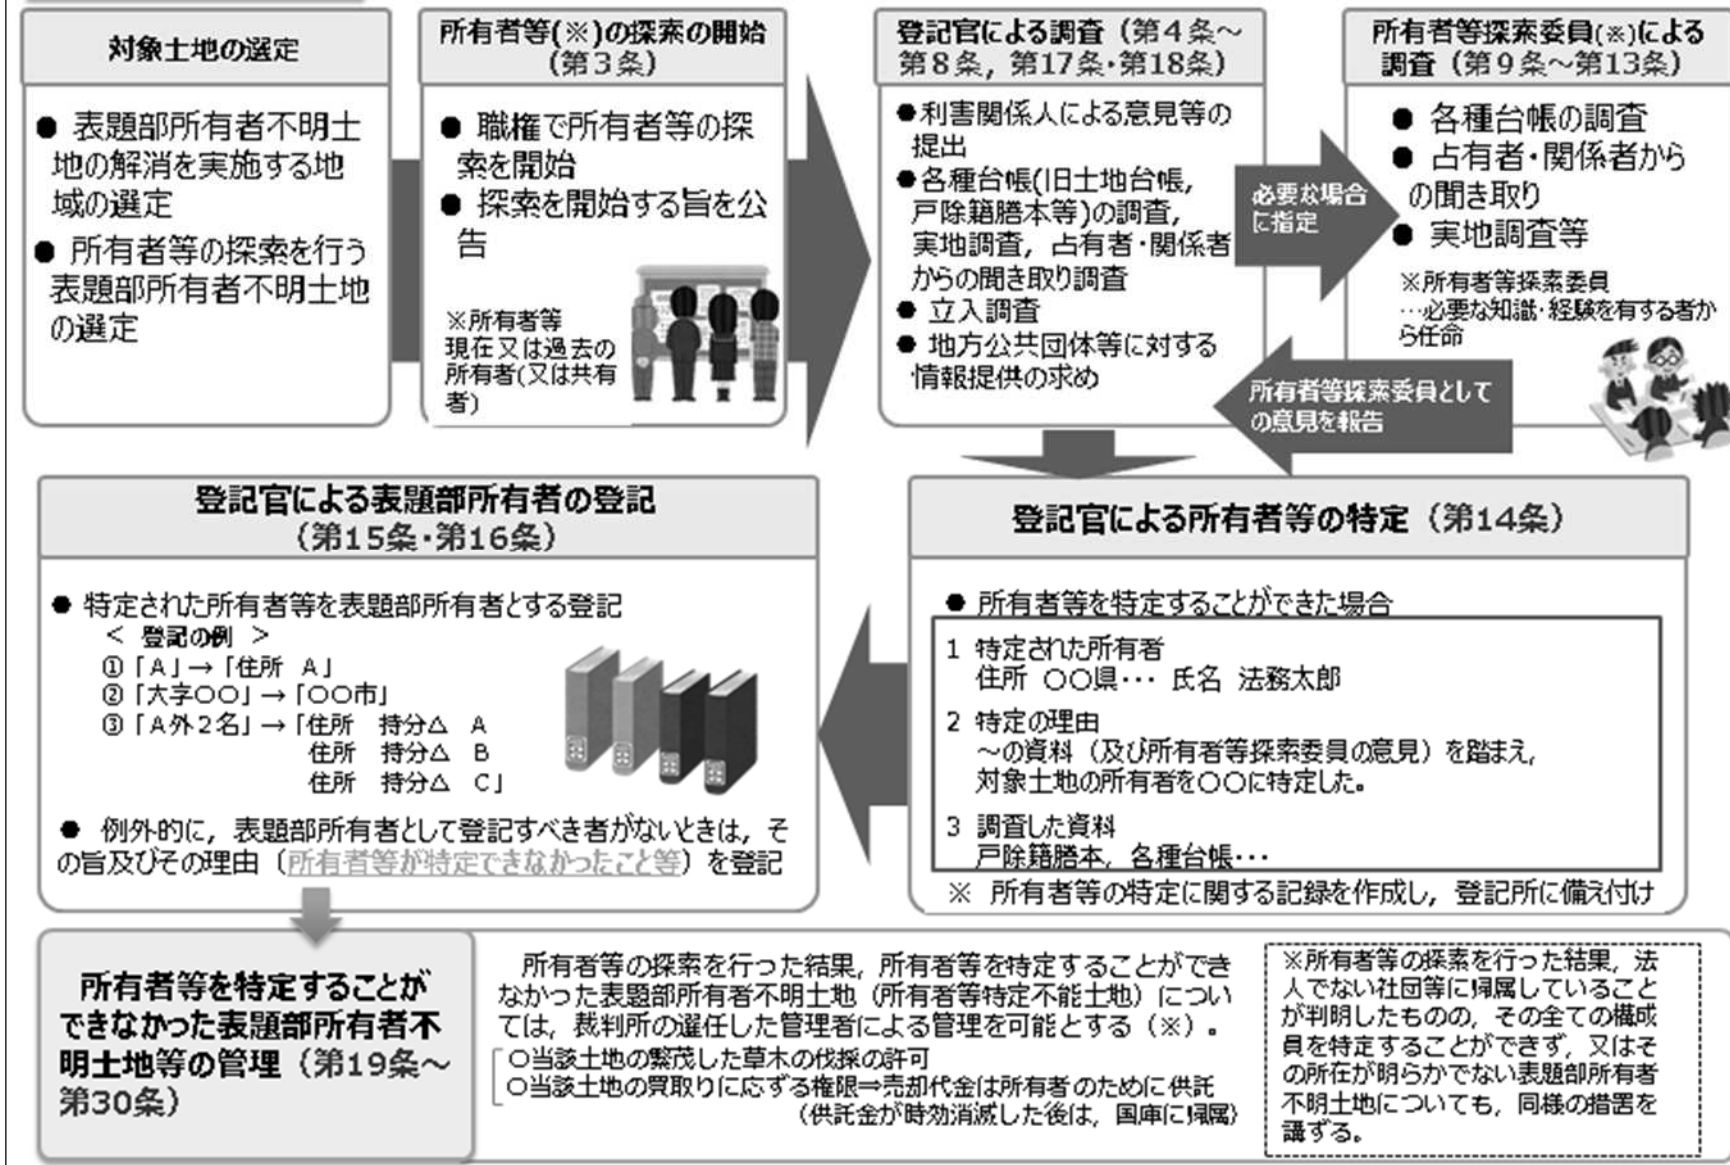 対象土地の選定
● 表題部所有者不明土
地の解消を実施する地
域の選定
● 所有者等の探索を行う
表題部所有者不明土地
の選定
所有者等(※)の探索の開始
(第3条)
● 職権で所有者等の探
索を開始
● 探索を開始する旨を公
告
※所有者等
現在又は過去の
所有者(又は共有
者)
登記官による調査（第4条～
第8条，第17条・第18条）
●利害関係人による意見等の
提出
●各種台帳(旧土地台帳，
戸除籍謄本等)の調査，
実地調査，占有者・関係者
からの聞き取り調査
● 立入調査
● 地方公共団体等に対する
情報提供の求め
必要な場合
に指定
所有者等探索委員(※)による
調査（第9条～第13条）
● 各種台帳の調査
● 占有者・関係者から
の聞き取り
● 実地調査等
※所有者等探索委員
…必要な知識・経験を有する者か
ら任命
所有者等探索委員として
の意見を報告
登記官による所有者等の特定（第14条）
● 所有者等を特定することができた場合
1 特定された所有者
住所 〇〇県… 氏名 法務太郎
2 特定の理由
～の資料（及び所有者等探索委員の意見）を踏まえ，
対象土地の所有者を〇〇に特定した。
3 調査した資料
戸除籍謄本，各種台帳…
※ 所有者等の特定に関する記録を作成し，登記所に備え付け
登記官による表題部所有者の登記
（第15条・第16条）
● 特定された所有者等を表題部所有者とする登記
＜ 登記の例 ＞
①「A」→「住所 A」
②「大字〇〇」→「〇〇市」
③「A外2名」→「住所 持分△ A
住所 持分△ B
住所 持分△ C」
● 例外的に，表題部所有者として登記すべき者がないときは，そ
の旨及びその理由（所有者等が特定できなかったこと等）を登記
所有者等を特定することが
できなかった表題部所有者不
明土地等の管理（第19条～
第30条）
所有者等の探索を行った結果，所有者等を特定することができ
なかった表題部所有者不明土地（所有者等特定不能土地）につい
ては，裁判所の選任した管理者による管理を可能とする（※）。
〇当該土地の繁茂した草木の伐採の許可
〇当該土地の買取りに応ずる権限⇒売却代金は所有者のために供託
（供託金が時効消滅した後は，国庫に帰属）
※所有者等の探索を行った結果，法
人でない社団等に帰属していること
が判明したものの，その全ての構成
員を特定することができず，又はそ
の所在が明らかでない表題部所有者
不明土地についても，同様の措置を
講ずる。